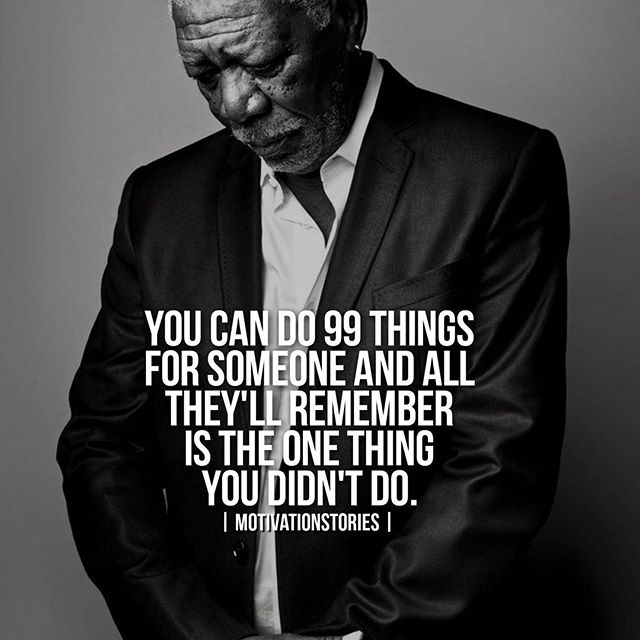 YOU CAN DO 99 THINGS
FOR SOMEONE AND ALL
THEY'LL REMEMBER
IS THE ONE THING
YOU DIDN'T DO.
| MOTIVATIONSTORIES |